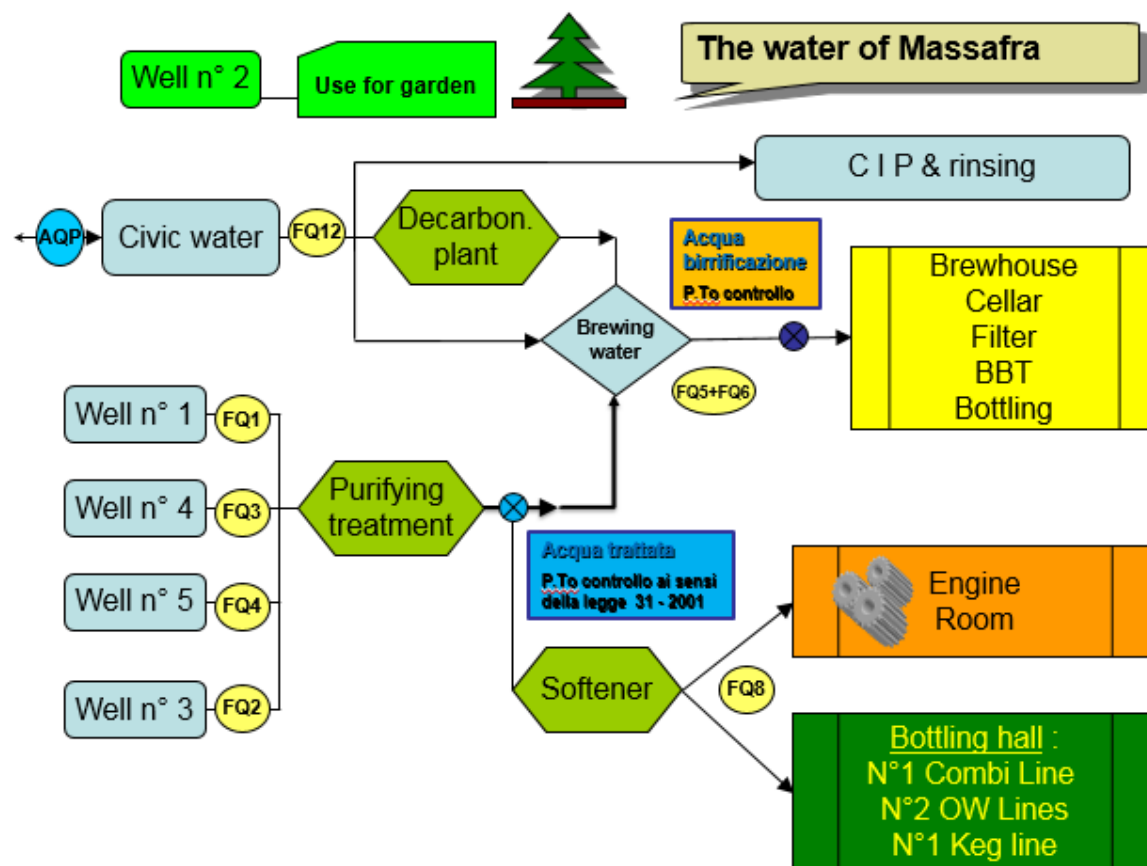 The water of Massafra
Well n° 2
Use for garden
C I P & rinsing
AQP
Civic water
FQ12
Decarbon.
plant
Acqua
birrificazione
P.To controllo
Brewing
water
FQ5+FQ6
Brewhouse
Cellar
Filter
BBT
Bottling
Well n° 1
FQ1
Well n° 4
FQ3
Well n° 5
FQ4
Well n° 3
FQ2
Purifying
treatment
Acqua trattata
P.To controllo ai sensi
della legge 31 - 2001
Softener
FQ8
Engine
Room
Bottling hall :
N°1 Combi Line
N°2 OW Lines
N°1 Keg line